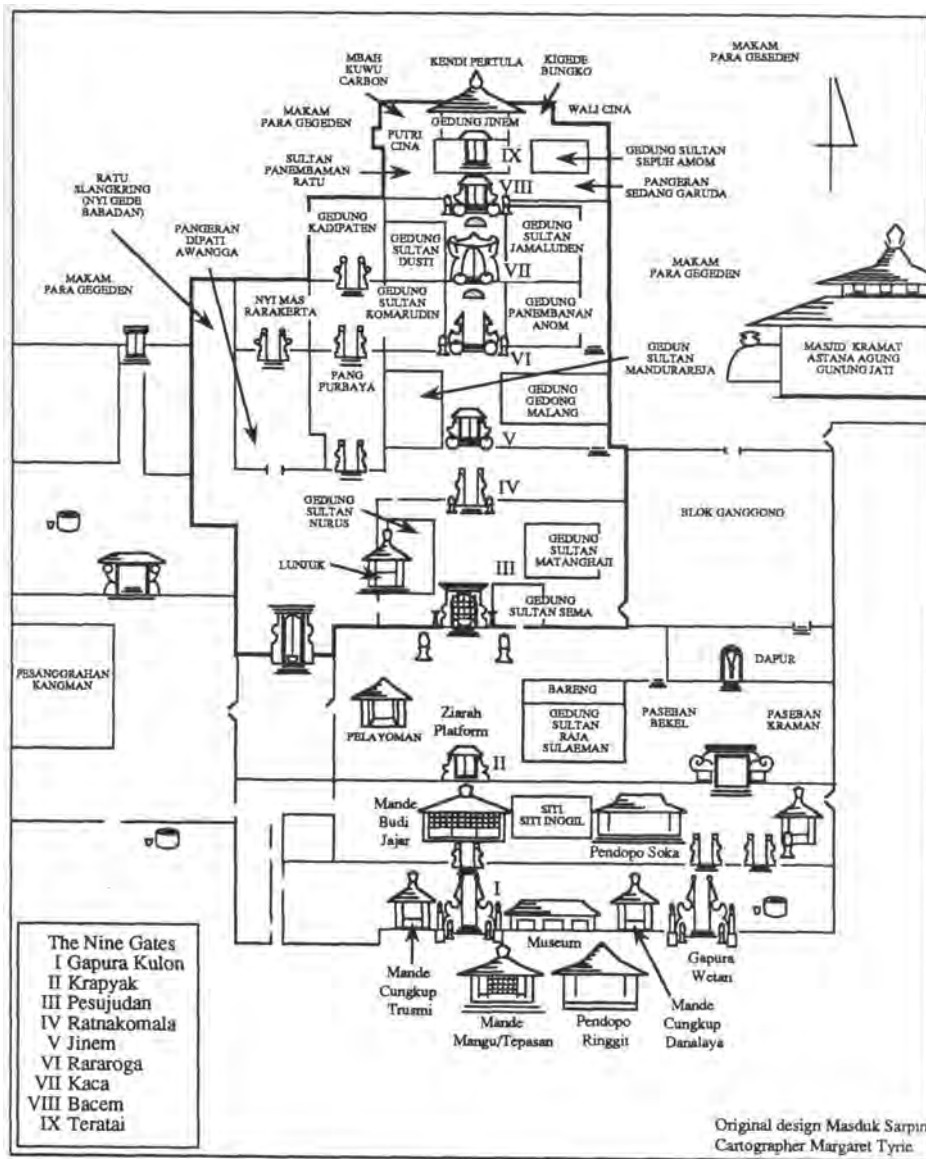 MAKAM
PARA GESEDEN
MBAH
KUWU
CARBON
KENDI PERTULA
KIGEDE
BUNGKO
WALI CINA
MAKAM
PARA GEGEDEN
GEDUNG JINEM
PUTRI
CINA
IX
GEDUNG SULTAN
SEPUH AMOM
SULTAN
PANEMBAMAN
RATU
VIII
PANGERAN
SEDANG GARUDA
RATU
SLANGKRING
(NYI GEDE
BABADAN)
PANGERAN
DIPATI
AWANGGA
GEDUNG
KADIPATEN
GEDUNG
SULTAN
DUSTI
GEDUNG
SULTAN
JAMALUDEN
VII
MAKAM
PARA GEGEDEN
MAKAM
PARA GEGEDEN
NYI MAS
RARAKERTA
GEDUNG
SULTAN
KOMARUDIN
GEDUNG
PANEMBANAN
ANOM
VI
MASJID KRAMAT
ASTANA AGUNG
GUNUNG JATI
GEDUN
SULTAN
MANDURAREJA
PANG
PURBAYA
GEDUNG
GEDONG
MALANG
V
IV
GEDUNG
SULTAN
NURUS
BLOK GANGGONG
LUNJUK
GEDUNG
SULTAN
MATANGHAJI
III
GEDUNG
SULTAN SEMA
PESANGGRAHAN
KANGMAN
DAPUR
BARENG
PELAYOMAN
Ziarah
Platform
GEDUNG
SULTAN
RAJA
SULAEMAN
PASEBAN
BEKEL
PASEBAN
KRAMAN
II
Mande
Budi
Jajar
SITI
SITI INGGIL
Pendopo Soka
I
Museum
Gapura
Wetan
Mande
Cungkup
Trusmi
Mande
Mangu/Tepasan
Pendopo
Ringgit
Mande
Cungkup
Danalaya
The Nine Gates
I Gapura Kulon
II Krapyak
III Pesujudan
IV Ratnakomala
V Jinem
VI Rararoga
VII Kaca
VIII Bacem
IX Teratai
Original design Masduk Sarpin
Cartographer Margaret Tyrie